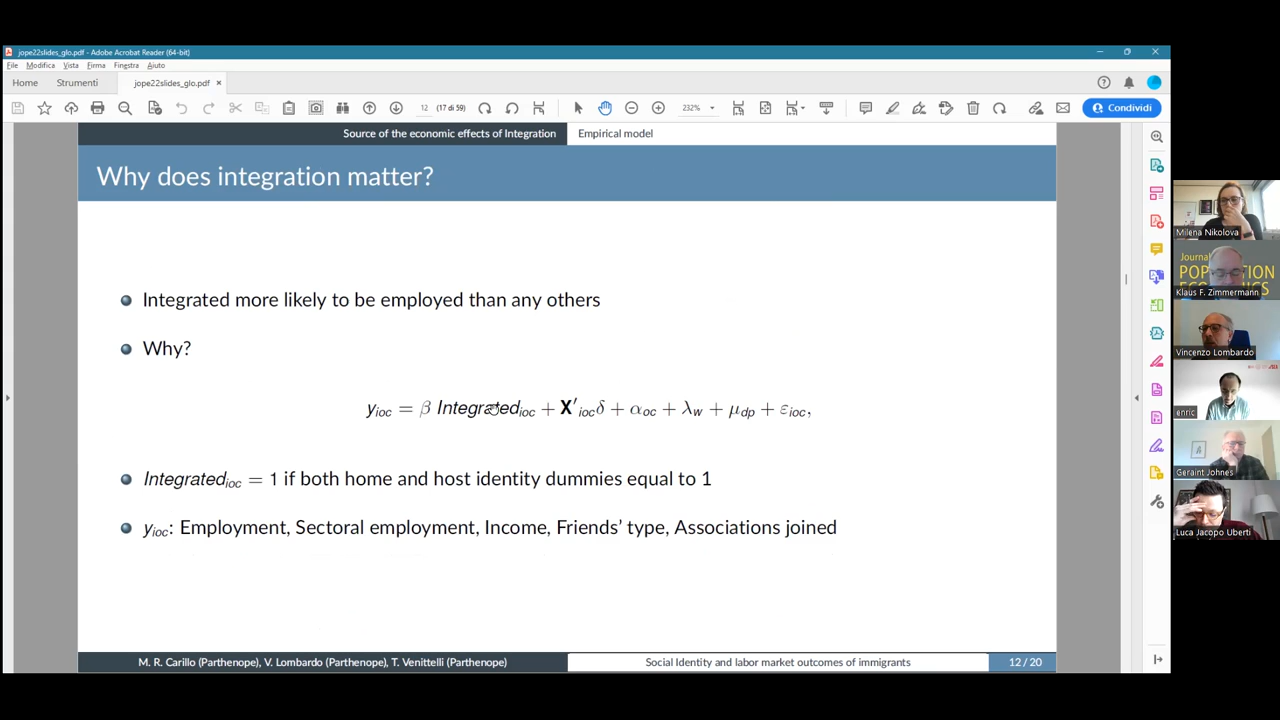 jope22slides_glo.pdf - Adobe Acrobat Reader (64-bit)
File Modifica Vista Firma Finestra Aiuto
Home Strumenti jope22slides_glo.pdf ×
12 (17 di 59) 232% Condividi
Source of the economic effects of Integration Empirical model
Why does integration matter?
Integrated more likely to be employed than any others
Why?
y_ioc = β Integrated_ioc + X′_ioc δ + α_oc + λ_w + μ_dp + ε_ioc,
Integrated_ioc = 1 if both home and host identity dummies equal to 1
y_ioc: Employment, Sectoral employment, Income, Friends' type, Associations joined
M. R. Carillo (Parthenope), V. Lombardo (Parthenope), T. Venittelli (Parthenope) Social Identity and labor market outcomes of immigrants 12 / 20
Milena Nikolova
Journal
POPULATION
ECONOMICS
Klaus F. Zimmermann
Vincenzo Lombardo
enric
Geraint Johnes
Luca Jacopo Uberti